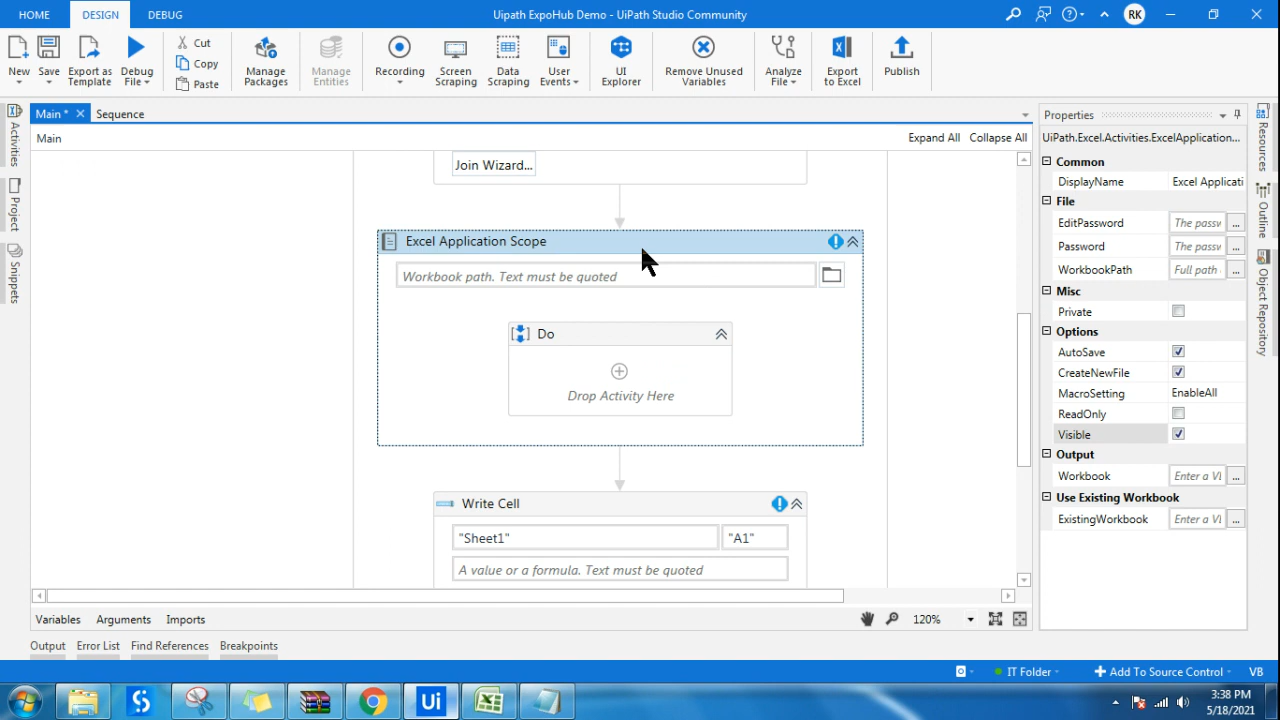 HOME DESIGN DEBUG Uipath ExpoHub Demo - UiPath Studio Community RK
New Save Export as Template Debug File Cut Copy Paste Manage Packages Manage Entities Recording Screen Scraping Data Scraping User Events UI Explorer Remove Unused Variables Analyze File Export to Excel Publish
Main * Sequence
Main Expand All Collapse All
Activities
Project
Snippets
Join Wizard...
Excel Application Scope
Workbook path. Text must be quoted
Do
Drop Activity Here
Write Cell
"Sheet1" "A1"
A value or a formula. Text must be quoted
Properties
UiPath.Excel.Activities.ExcelApplication...
Common
DisplayName Excel Applicati
File
EditPassword The passw ...
Password The passw ...
WorkbookPath Full path ...
Misc
Private
Options
AutoSave
CreateNewFile
MacroSetting EnableAll
ReadOnly
Visible
Output
Workbook Enter a VI ...
Use Existing Workbook
ExistingWorkbook Enter a VI ...
Resources
Outline
Object Repository
Variables Arguments Imports 120%
Output Error List Find References Breakpoints
IT Folder Add To Source Control VB
S Ui
3:38 PM
5/18/2021